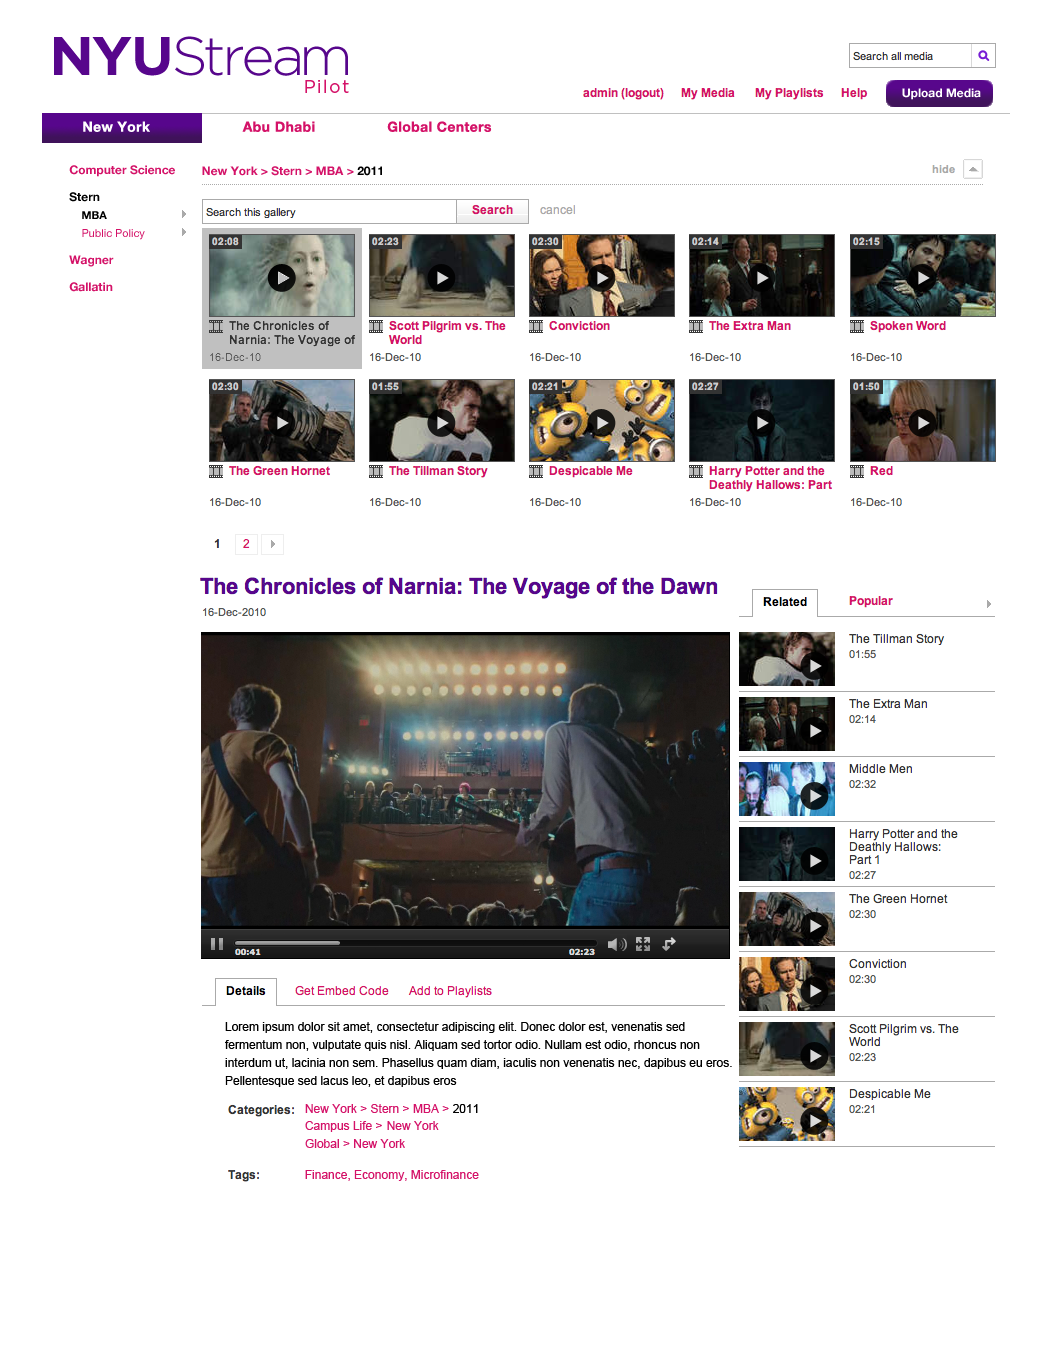 NYUStream
Pilot
Search all media
admin (logout) My Media My Playlists Help Upload Media
New York Abu Dhabi Global Centers
Computer Science
Stern
MBA
Public Policy
Wagner
Gallatin
New York > Stern > MBA > 2011 hide
Search this gallery Search cancel
02:08 02:23 02:30 02:14 02:15
The Chronicles of Narnia: The Voyage of
16-Dec-10
Scott Pilgrim vs. The World
16-Dec-10
Conviction
16-Dec-10
The Extra Man
16-Dec-10
Spoken Word
16-Dec-10
02:30 01:55 02:21 02:27 01:50
The Green Hornet
16-Dec-10
The Tillman Story
16-Dec-10
Despicable Me
16-Dec-10
Harry Potter and the Deathly Hallows: Part
16-Dec-10
Red
16-Dec-10
1 2
The Chronicles of Narnia: The Voyage of the Dawn
16-Dec-2010
00:41 02:23
Details Get Embed Code Add to Playlists
Lorem ipsum dolor sit amet, consectetur adipiscing elit. Donec dolor est, venenatis sed
fermentum non, vulputate quis nisl. Aliquam sed tortor odio. Nullam est odio, rhoncus non
interdum ut, lacinia non sem. Phasellus quam diam, iaculis non venenatis nec, dapibus eu eros.
Pellentesque sed lacus leo, et dapibus eros
Categories: New York > Stern > MBA > 2011
Campus Life > New York
Global > New York
Tags: Finance, Economy, Microfinance
Related Popular
The Tillman Story
01:55
The Extra Man
02:14
Middle Men
02:32
Harry Potter and the
Deathly Hallows:
Part 1
02:27
The Green Hornet
02:30
Conviction
02:30
Scott Pilgrim vs. The
World
02:23
Despicable Me
02:21